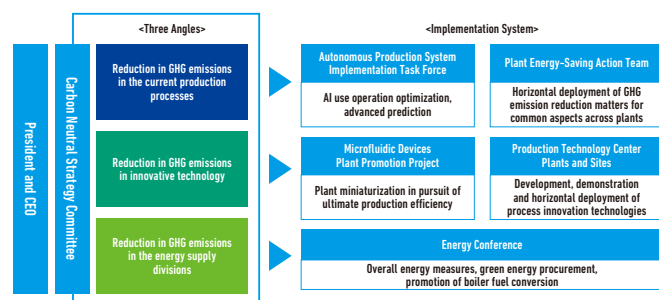 <Three Angles>
<Implementation System>
President and CEO
Carbon Neutral Strategy Committee
Reduction in GHG emissions
in the current production
processes
Autonomous Production System
Implementation Task Force
AI use operation optimization,
advanced prediction
Plant Energy-Saving Action Team
Horizontal deployment of GHG
emission reduction matters for
common aspects across plants
Reduction in GHG emissions
in innovative technology
Microfluidic Devices
Plant Promotion Project
Plant miniaturization in pursuit of
ultimate production efficiency
Production Technology Center
Plants and Sites
Development, demonstration
and horizontal deployment of
process innovation technologies
Reduction in GHG emissions
in the energy supply
divisions
Energy Conference
Overall energy measures, green energy procurement,
promotion of boiler fuel conversion